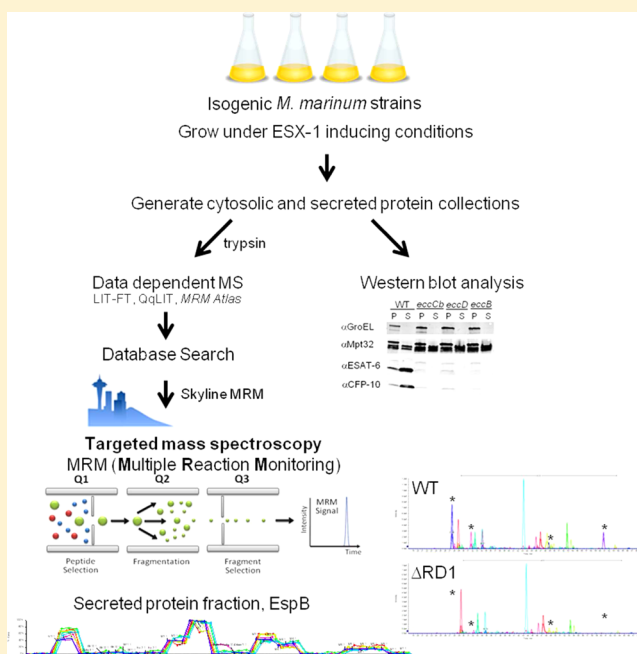 Isogenic M. marinum strains
Grow under ESX-1 inducing conditions
Generate cytosolic and secreted protein collections
trypsin
Data dependent MS
LIT-FT, QqLIT, MRM Atlas
Database Search
Skyline MRM
Western blot analysis
WT eccCb eccD eccB
P S P S P S P S
αGroEL
αMpt32
αESAT-6
αCFP-10
Targeted mass spectroscopy
MRM (Multiple Reaction Monitoring)
Q1 Q2 Q3
Peptide Selection
Fragmentation
Fragment Selection
Intensity
MRM Signal
Time
WT
* * * *
ΔRD1
* * * *
Secreted protein fraction, EspB